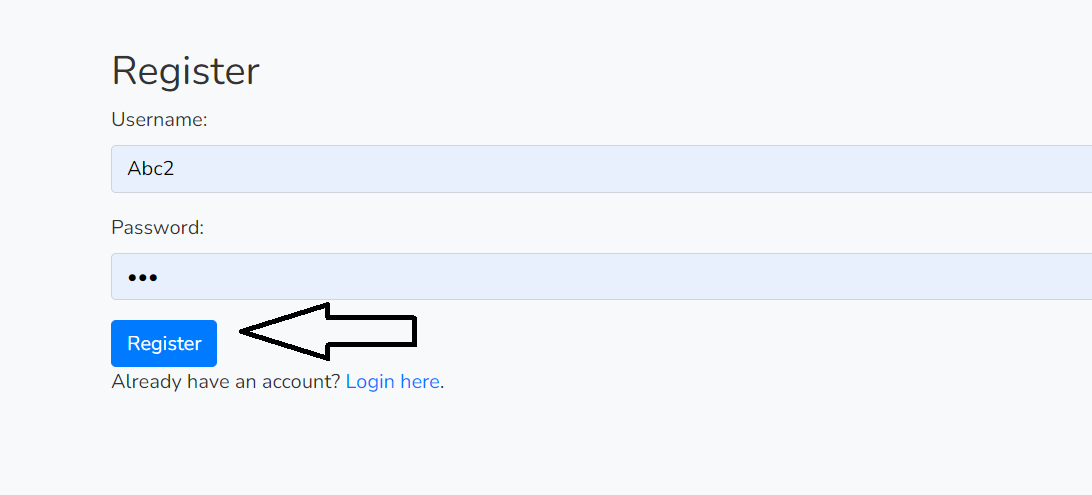 Register
Username:
Abc2
Password:
•••
Register
Already have an account? Login here.